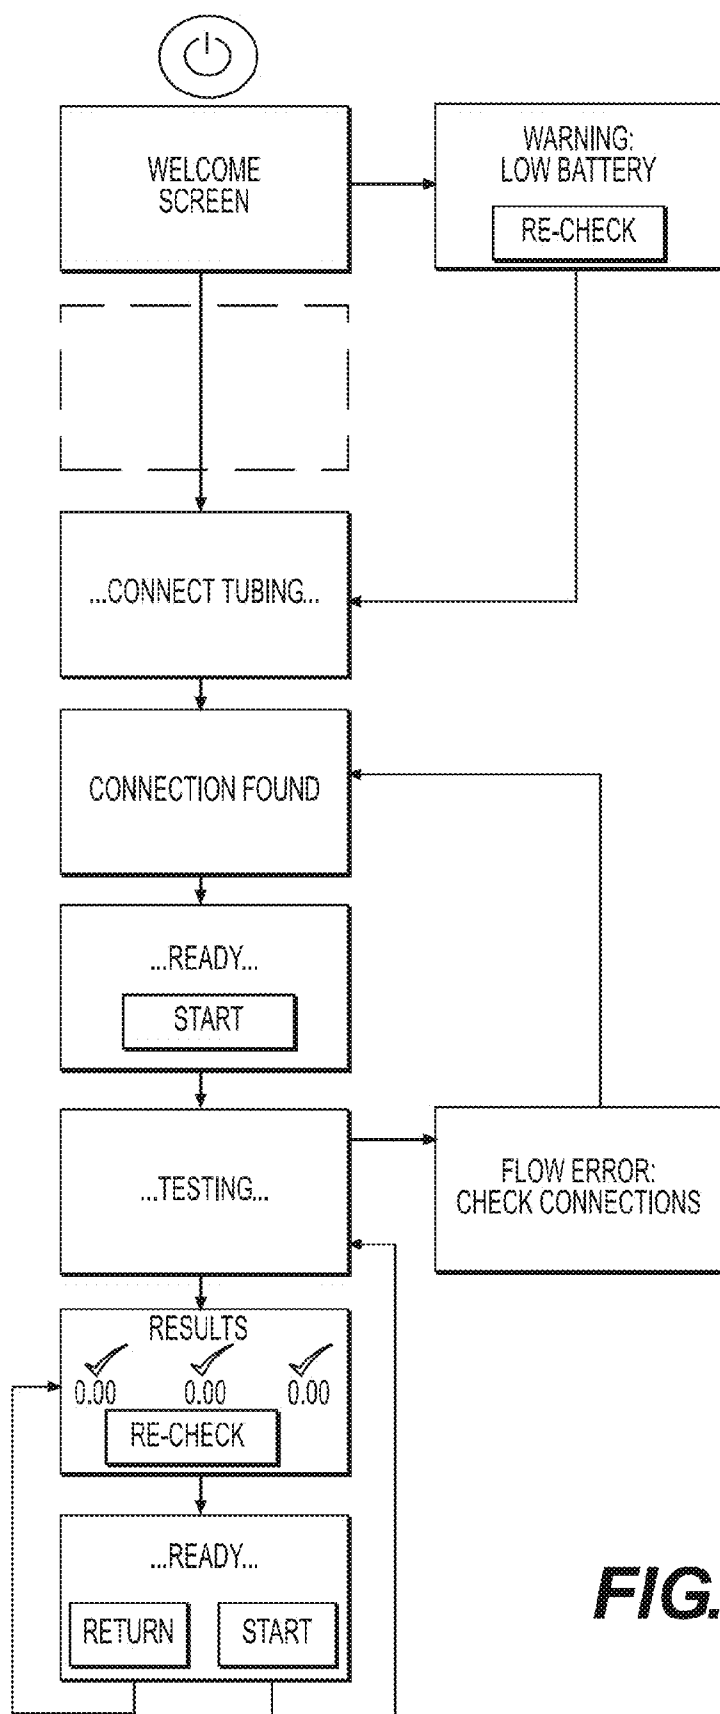 WELCOME
SCREEN
WARNING:
LOW BATTERY
RE-CHECK
...CONNECT TUBING...
CONNECTION FOUND
...READY...
START
...TESTING...
FLOW ERROR:
CHECK CONNECTIONS
RESULTS
0.00 0.00 0.00
RE-CHECK
...READY...
RETURN START
FIG.